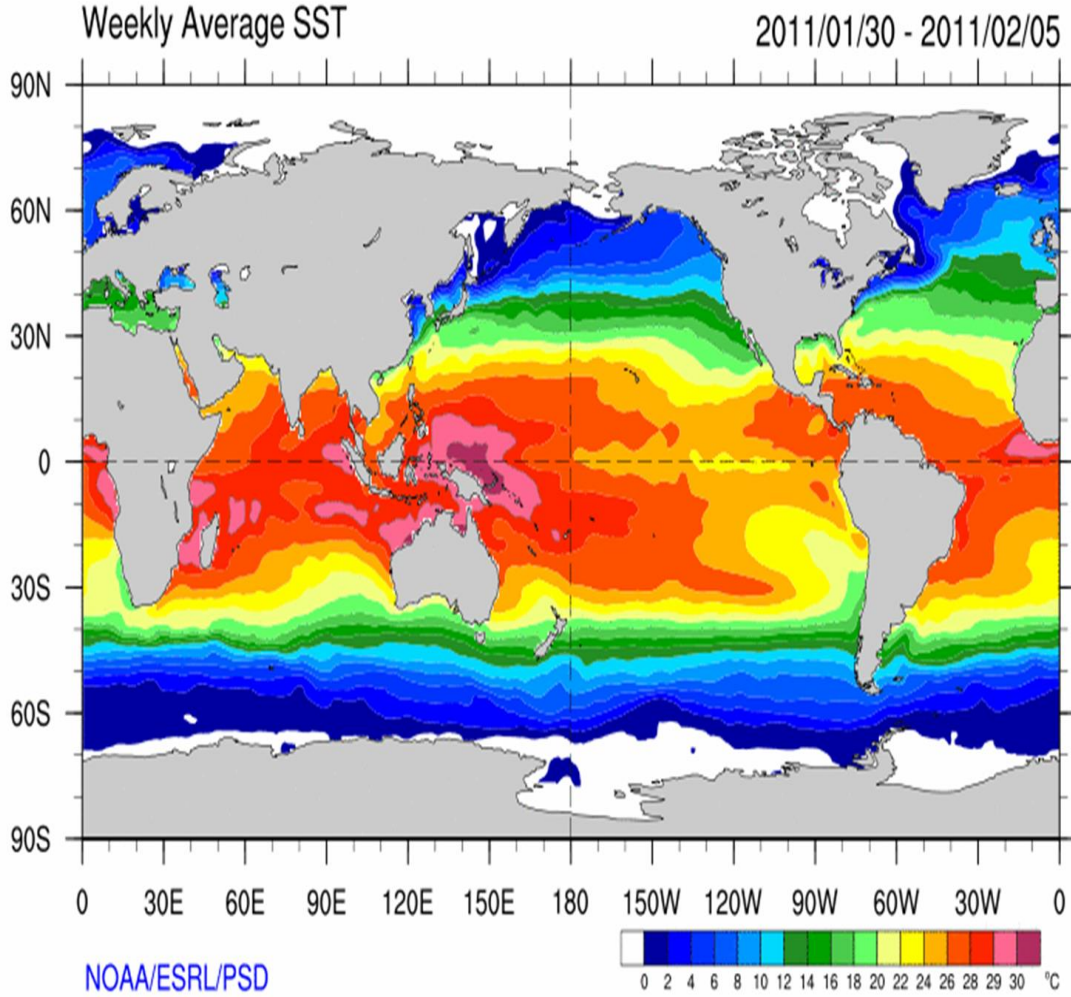 Weekly Average SST 2011/01/30 - 2011/02/05
90N
60N
30N
0
30S
60S
90S
0 30E 60E 90E 120E 150E 180 150W 120W 90W 60W 30W 0
0 2 4 6 8 10 12 14 16 18 20 22 24 26 28 29 30 °C
NOAA/ESRL/PSD